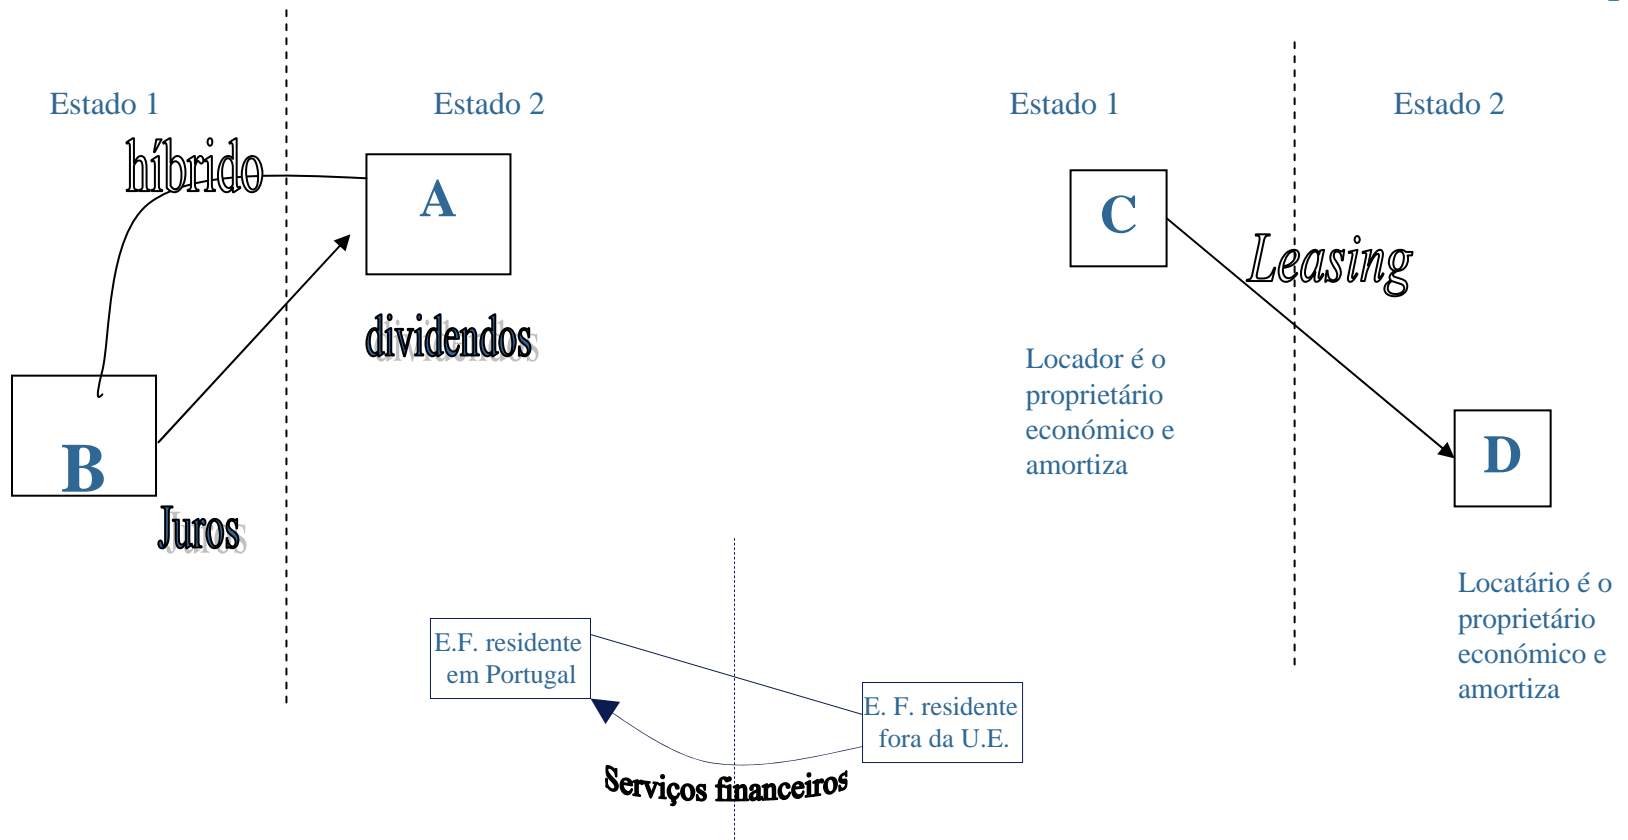 Estado 1
Estado 2
híbrido
A
dividendos
B
Juros
Estado 1
Estado 2
C
Leasing
Locador é o
proprietário
económico e
amortiza
D
Locatário é o
proprietário
económico e
amortiza
E.F. residente
em Portugal
E. F. residente
fora da U.E.
Serviços financeiros